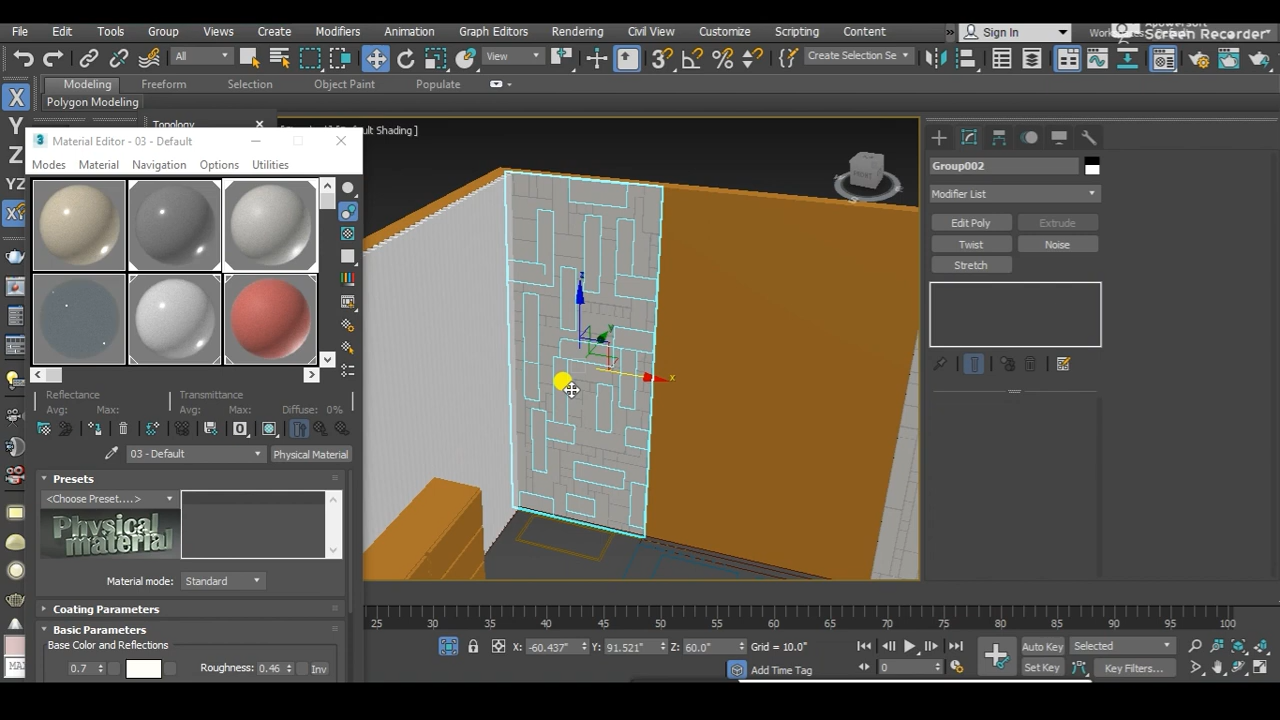 Apowersoft
Screen Recorder
File Edit Tools Group Views Create Modifiers Animation Graph Editors Rendering Civil View Customize Scripting Content » Sign In
All View Create Selection Se
Modeling Freeform Selection Object Paint Populate
Polygon Modeling
X
Y
Z
YZ
Topology
Material Editor - 03 - Default
Modes Material Navigation Options Utilities
Reflectance Transmittance
Avg: Max: Avg: Max: Diffuse: 0%
03 - Default Physical Material
Presets
<Choose Preset....>
Physical
material
Material mode: Standard
Coating Parameters
Basic Parameters
Base Color and Reflections
0.7 Roughness: 0.46 Inv
FRONT
z
y
x
Group002
Modifier List
Edit Poly Extrude
Twist Noise
Stretch
25 30 35 40 45 50 55 60 65 70 75 80 85 90 95 100
X: -60.437" Y: 91.521" Z: 60.0" Grid = 10.0"
Add Time Tag
0
Auto Key Selected
Set Key Key Filters...